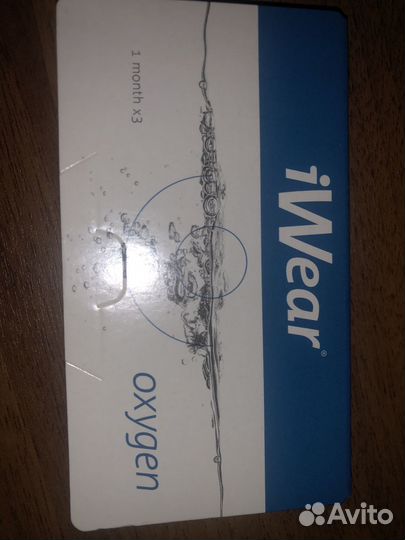 iWear®
oxygen
1 month x3
Avito